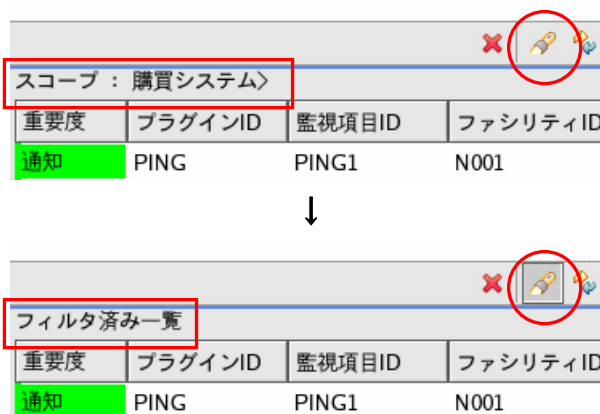 スコープ : 購買システム〉
重要度 プラグインID 監視項目ID ファシリティID
通知 PING PING1 N001
↓
フィルタ済み一覧
重要度 プラグインID 監視項目ID ファシリティID
通知 PING PING1 N001